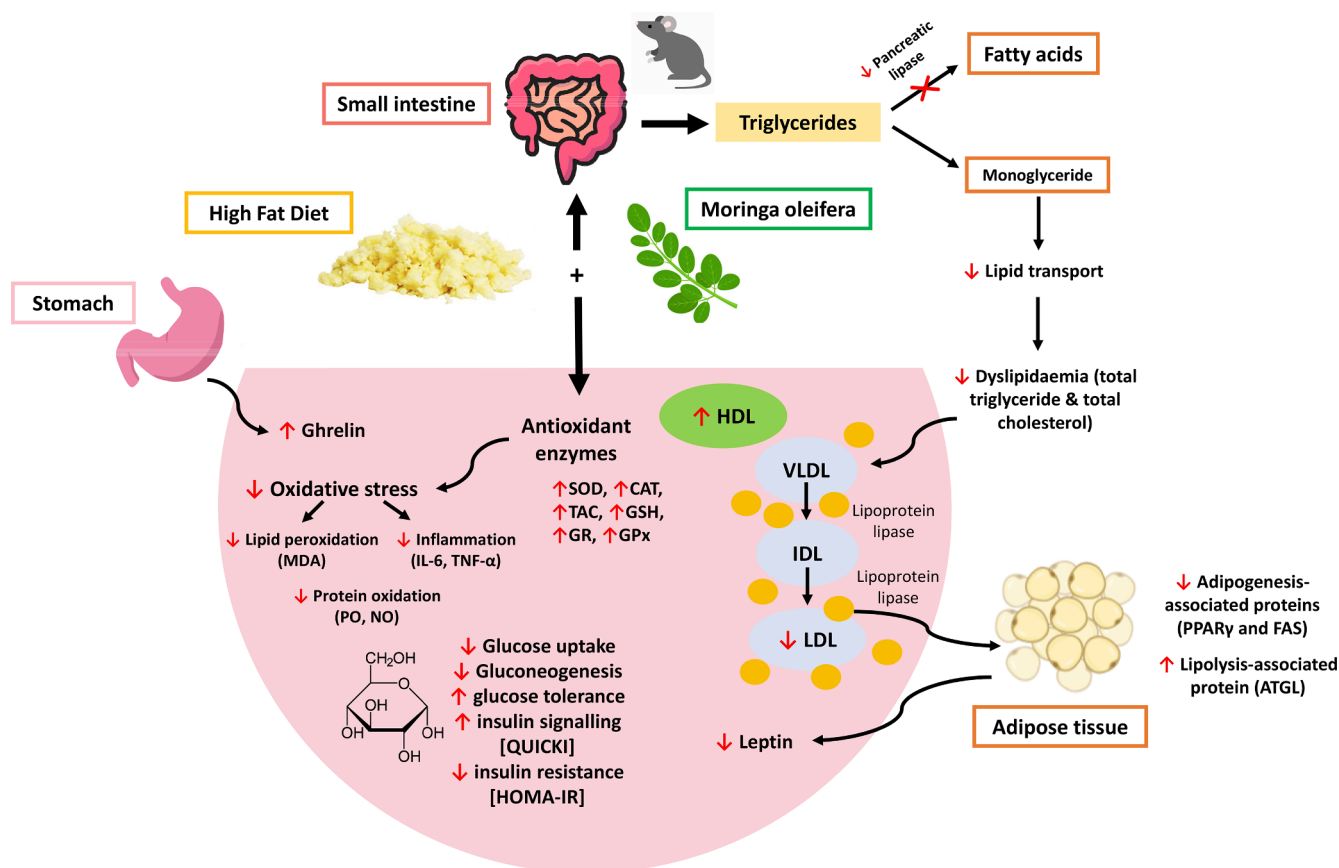 Small intestine
↓ Pancreatic
lipase
Fatty acids
Triglycerides
Monoglyceride
High Fat Diet
Moringa oleifera
+
↓ Lipid transport
Stomach
↓ Dyslipidaemia (total
triglyceride & total
cholesterol)
↑ Ghrelin
Antioxidant
enzymes
↑SOD, ↑CAT,
↑TAC, ↑GSH,
↑GR, ↑GPx
↓ Oxidative stress
↓ Lipid peroxidation
(MDA)
↓ Inflammation
(IL-6, TNF-α)
↓ Protein oxidation
(PO, NO)
↑ HDL
VLDL
Lipoprotein
lipase
IDL
Lipoprotein
lipase
↓ LDL
↓ Adipogenesis-
associated proteins
(PPARγ and FAS)
↑ Lipolysis-associated
protein (ATGL)
Adipose tissue
↓ Leptin
CH₂OH
O
OH
OH
OH
OH
↓ Glucose uptake
↓ Gluconeogenesis
↑ glucose tolerance
↑ insulin signalling
[QUICKI]
↓ insulin resistance
[HOMA-IR]